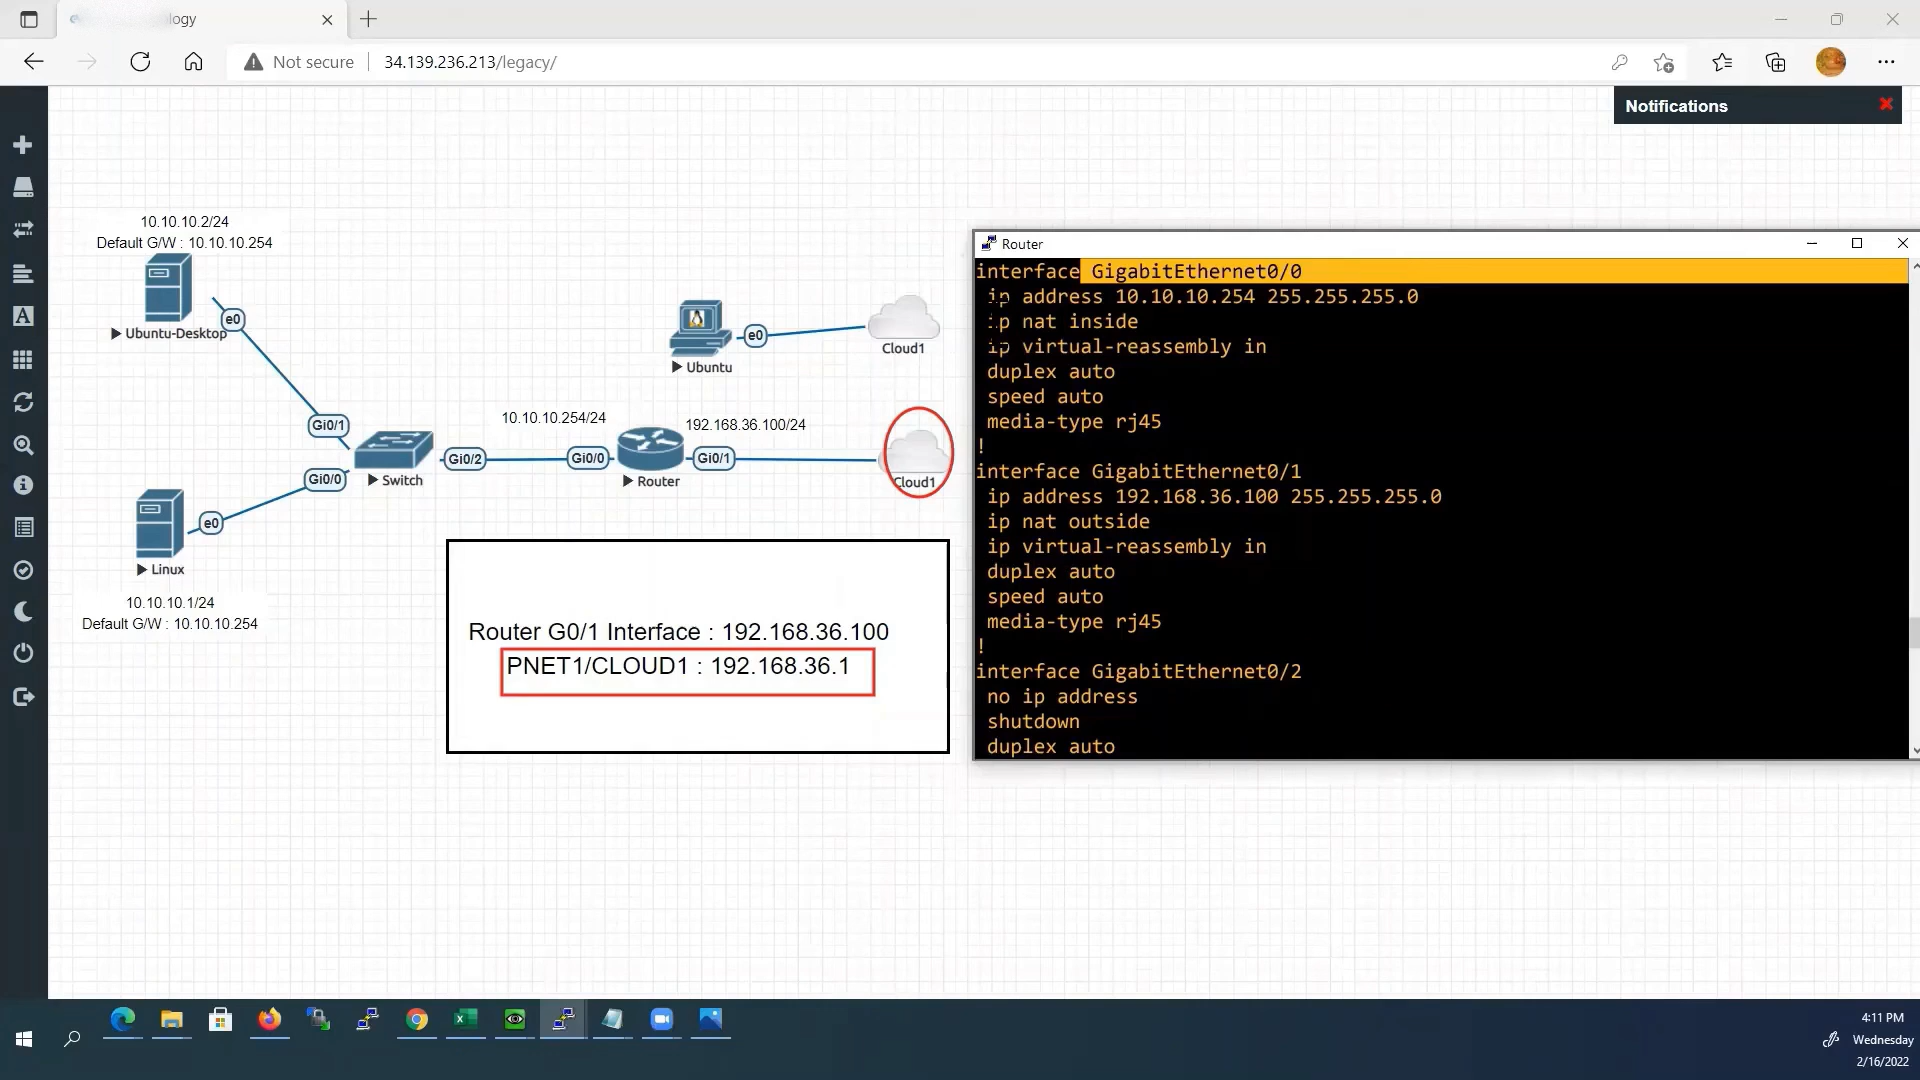 logy
Not secure
34.139.236.213/legacy/
Notifications
10.10.10.2/24
Default G/W : 10.10.10.254
e0
Ubuntu-Desktop
e0
Cloud1
Ubuntu
Gi0/1
10.10.10.254/24
192.168.36.100/24
Gi0/2
Gi0/0
Gi0/1
Gi0/0
Switch
Router
Cloud1
e0
Linux
10.10.10.1/24
Default G/W : 10.10.10.254
Router G0/1 Interface : 192.168.36.100
PNET1/CLOUD1 : 192.168.36.1
Router
interface GigabitEthernet0/0
ip address 10.10.10.254 255.255.255.0
ip nat inside
ip virtual-reassembly in
duplex auto
speed auto
media-type rj45
!
interface GigabitEthernet0/1
ip address 192.168.36.100 255.255.255.0
ip nat outside
ip virtual-reassembly in
duplex auto
speed auto
media-type rj45
!
interface GigabitEthernet0/2
no ip address
shutdown
duplex auto
4:11 PM
Wednesday
2/16/2022